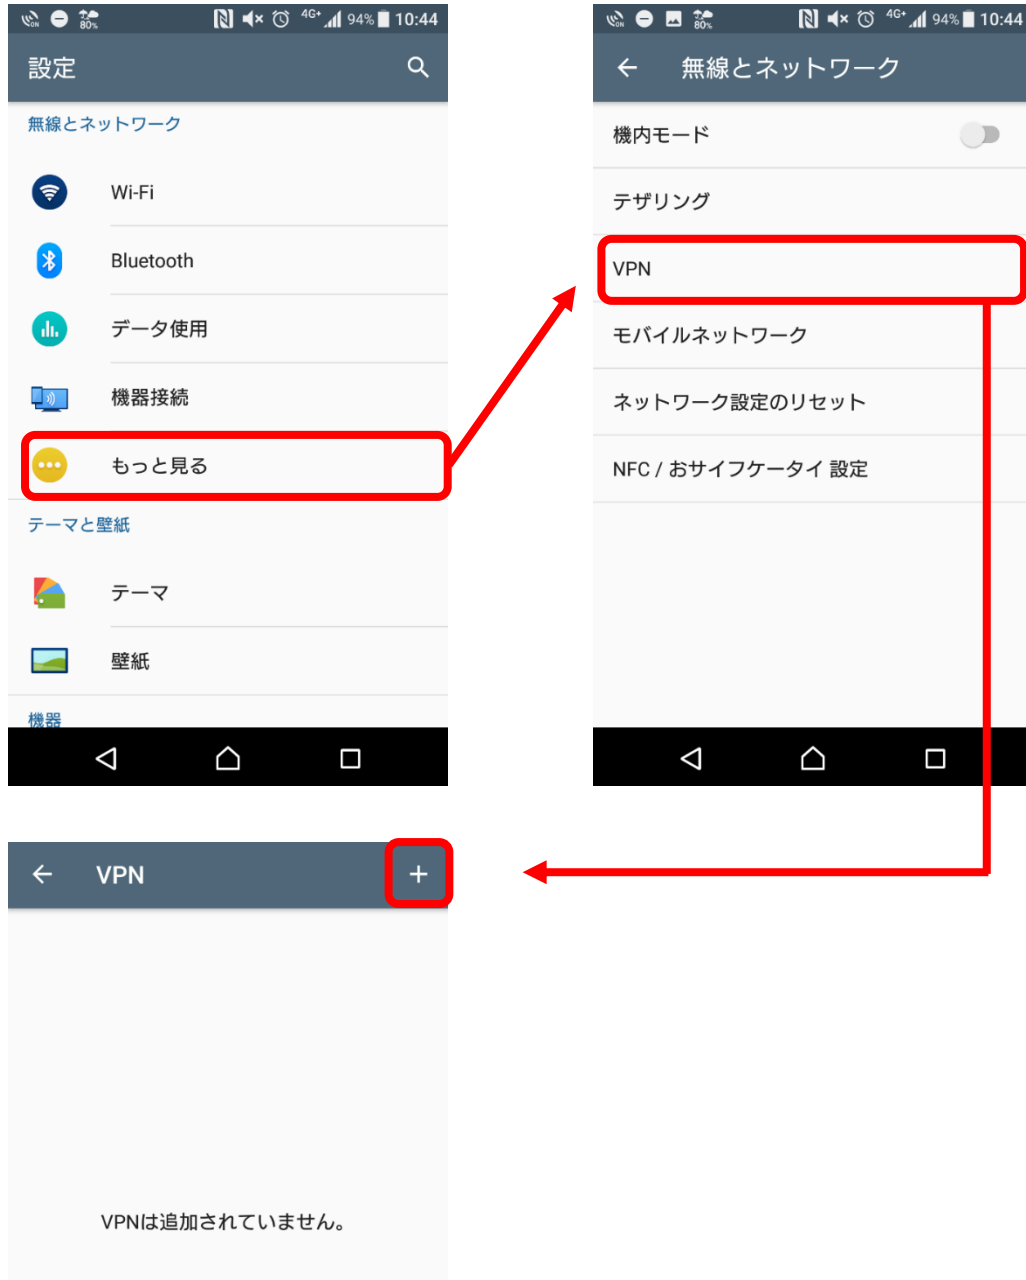 80%
4G+
94%
10:44
設定
無線とネットワーク
Wi-Fi
Bluetooth
データ使用
機器接続
もっと見る
テーマと壁紙
テーマ
壁紙
機器
80%
4G+
94%
10:44
無線とネットワーク
機内モード
テザリング
VPN
モバイルネットワーク
ネットワーク設定のリセット
NFC / おサイフケータイ 設定
VPN
VPNは追加されていません。